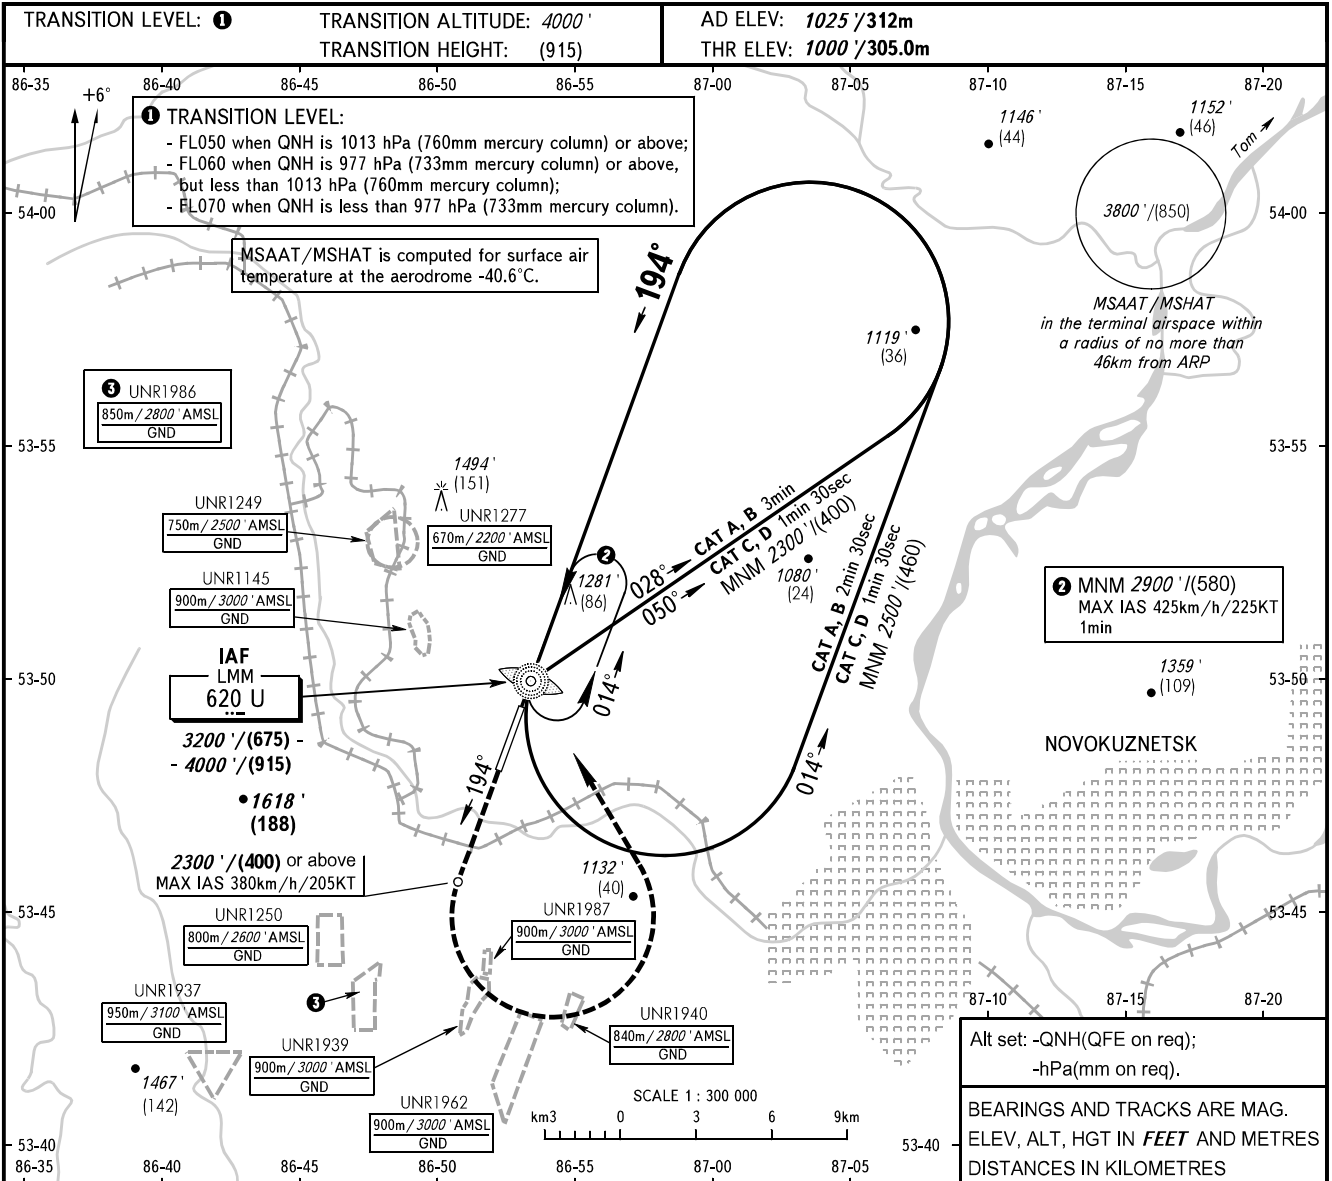 TRANSITION LEVEL: ❶
TRANSITION ALTITUDE: 4000 '
TRANSITION HEIGHT: (915)
AD ELEV: 1025 '/312m
THR ELEV: 1000 '/305.0m
86-35 86-40 86-45 86-50 86-55 87-00 87-05 87-10 87-15 87-20
+6°
❶ TRANSITION LEVEL:
- FL050 when QNH is 1013 hPa (760mm mercury column) or above;
- FL060 when QNH is 977 hPa (733mm mercury column) or above,
but less than 1013 hPa (760mm mercury column);
- FL070 when QNH is less than 977 hPa (733mm mercury column).
MSAAT/MSHAT is computed for surface air
temperature at the aerodrome -40.6°C.
1146 '
(44)
1152 '
(46)
Tom
54-00
54-00
3800 '/(850)
MSAAT/MSHAT
in the terminal airspace within
a radius of no more than
46km from ARP
194°
1119 '
(36)
❸ UNR1986
850m/2800 'AMSL
GND
53-55
53-55
1494 '
(151)
UNR1249
750m/2500 'AMSL
GND
UNR1277
670m/2200 'AMSL
GND
UNR1145
900m/3000 'AMSL
GND
❷
1281 '
(86)
028°
CAT A, B 3min
050°
CAT C, D 1min 30sec
MNM 2300 '/(400)
1080 '
(24)
CAT A, B 2min 30sec
CAT C, D 1min 30sec
MNM 2500 '/(460)
❷ MNM 2900 '/(580)
MAX IAS 425km/h/225KT
1min
IAF
LMM
620 U
3200 '/(675) -
- 4000 '/(915)
53-50
53-50
1359 '
(109)
014°
014°
NOVOKUZNETSK
194°
1618 '
(188)
2300 '/(400) or above
MAX IAS 380km/h/205KT
1132 '
(40)
53-45
53-45
UNR1250
800m/2600 'AMSL
GND
UNR1987
900m/3000 'AMSL
GND
❸
UNR1937
950m/3100 'AMSL
GND
1467 '
(142)
UNR1939
900m/3000 'AMSL
GND
UNR1940
840m/2800 'AMSL
GND
UNR1962
900m/3000 'AMSL
GND
SCALE 1 : 300 000
km3 0 3 6 9km
87-10 87-15 87-20
Alt set: -QNH(QFE on req);
-hPa(mm on req).
BEARINGS AND TRACKS ARE MAG.
ELEV, ALT, HGT IN FEET AND METRES
DISTANCES IN KILOMETRES
53-40
53-40
86-35 86-40 86-45 86-50 86-55 87-00 87-05